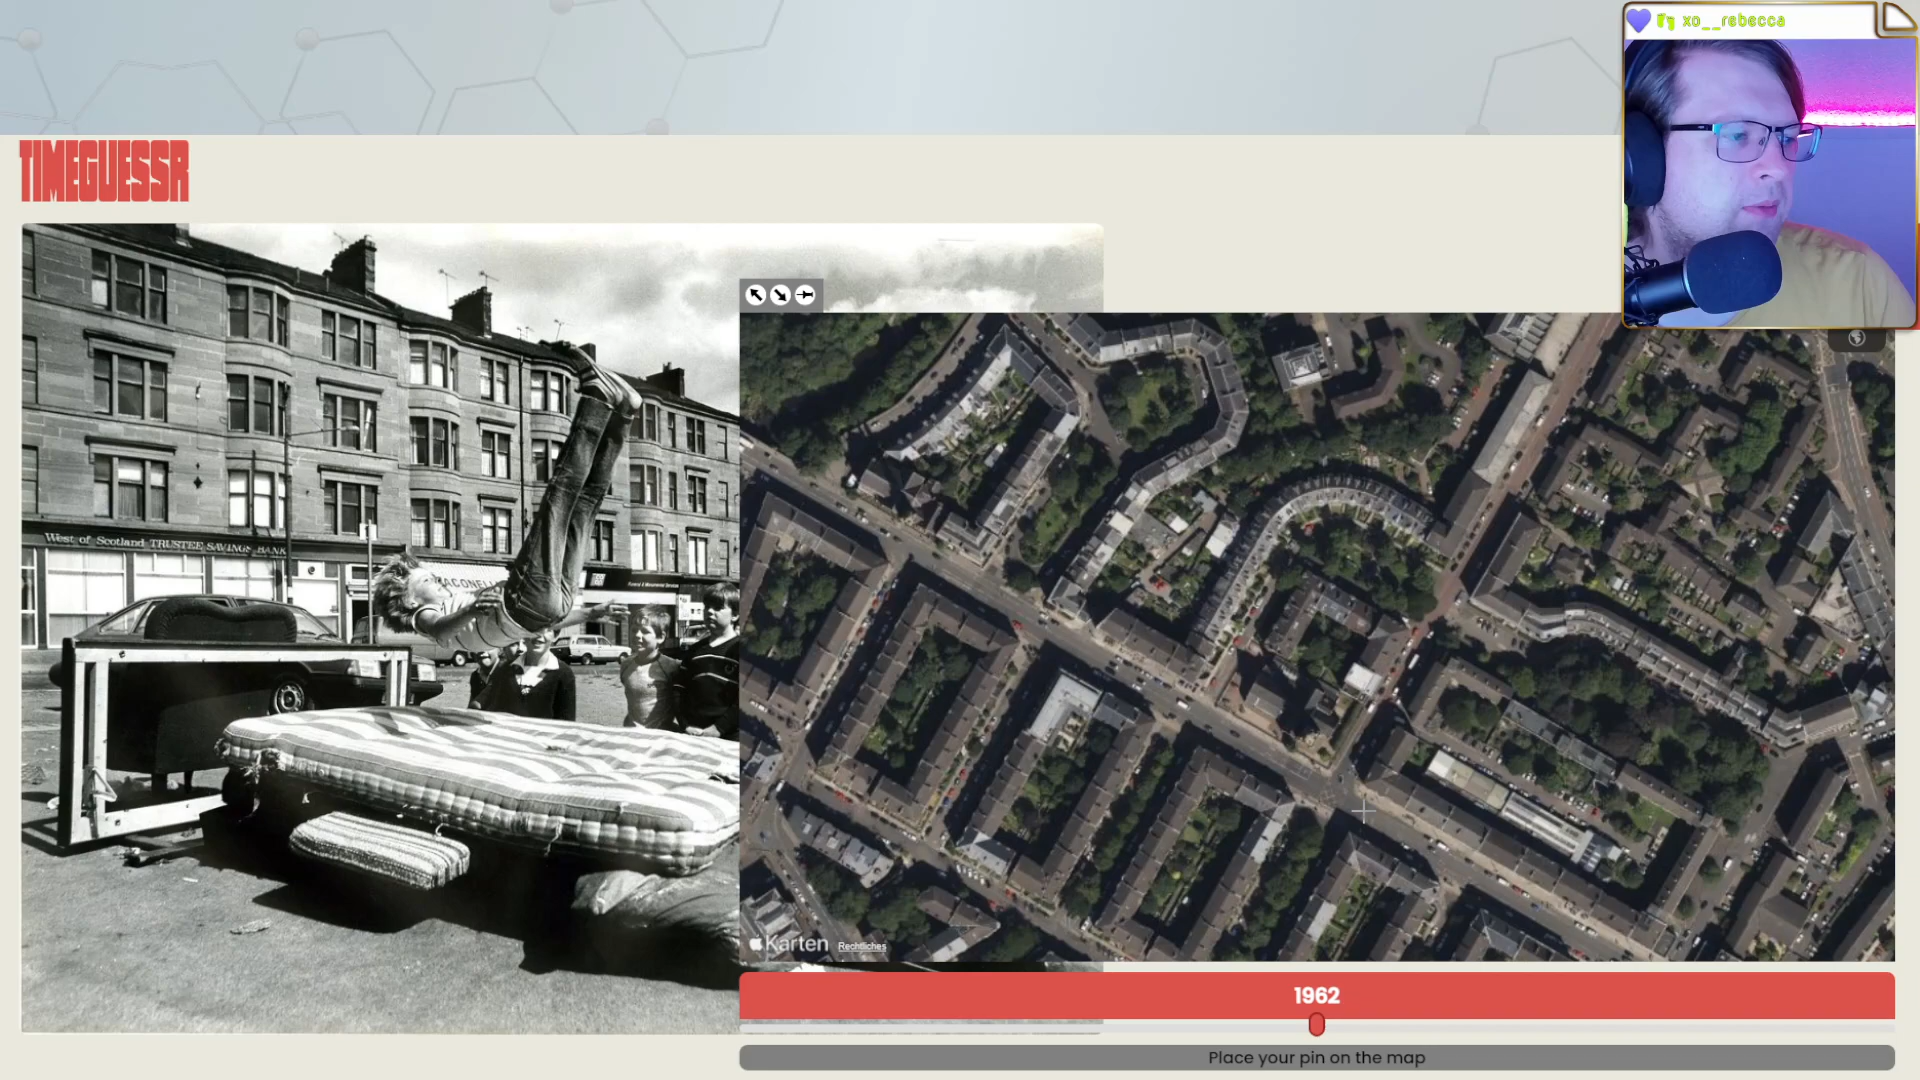 xo__rebecca
TIMEGUESSR
West of Scotland TRUSTEE SAVINGS BANK
Karten
Rechtliches
1962
Place your pin on the map